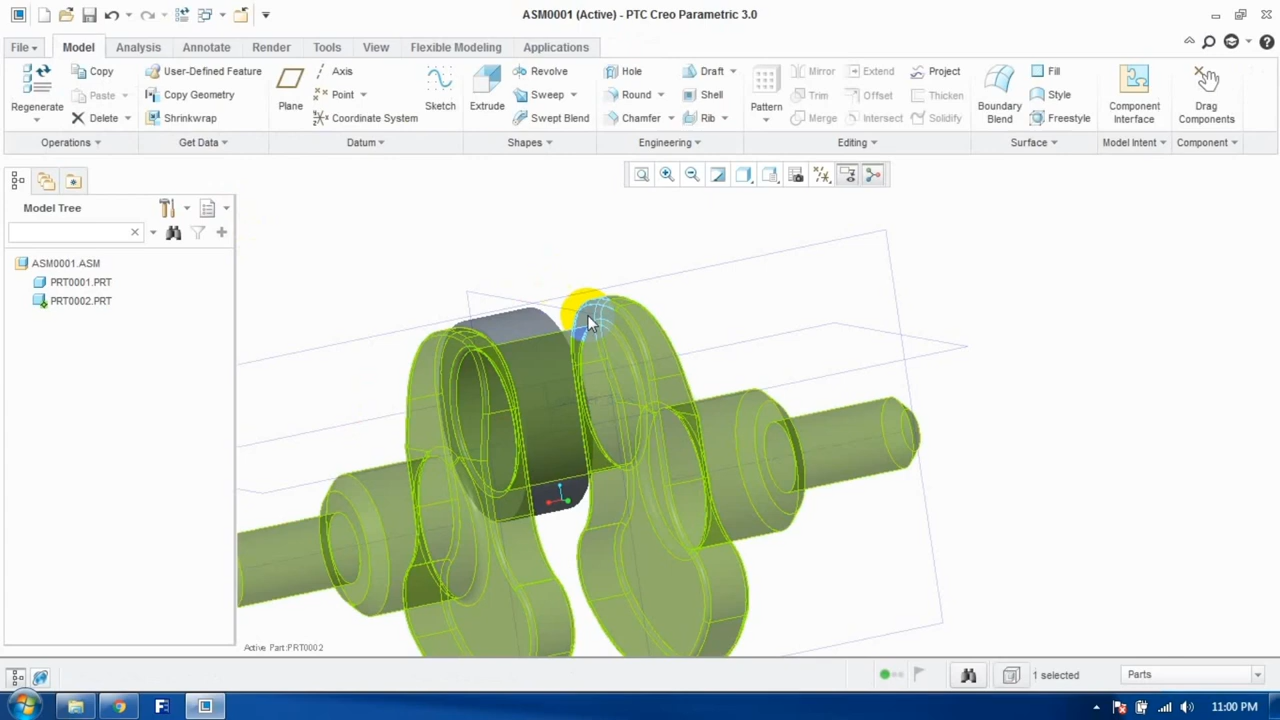 ASM0001 (Active) - PTC Creo Parametric 3.0
File Model Analysis Annotate Render Tools View Flexible Modeling Applications
Regenerate
Copy
Paste
Delete
Operations
User-Defined Feature
Copy Geometry
Shrinkwrap
Get Data
Plane
Axis
Point
Coordinate System
Datum
Sketch
Extrude
Revolve
Sweep
Swept Blend
Shapes
Hole
Round
Chamfer
Draft
Shell
Rib
Engineering
Pattern
Mirror
Trim
Merge
Extend
Offset
Intersect
Project
Thicken
Solidify
Editing
Boundary
Blend
Fill
Style
Freestyle
Surface
Component
Interface
Model Intent
Drag
Components
Component
Model Tree
ASM0001.ASM
PRT0001.PRT
PRT0002.PRT
Active Part:PRT0002
1 selected
Parts
11:00 PM